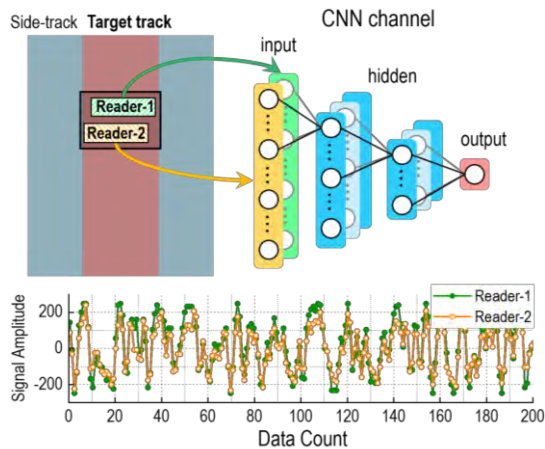 CNN channel
Side-track Target track
input
hidden
output
Reader-1
Reader-2
Signal Amplitude
200
0
-200
Reader-1
Reader-2
0 20 40 60 80 100 120 140 160 180 200
Data Count